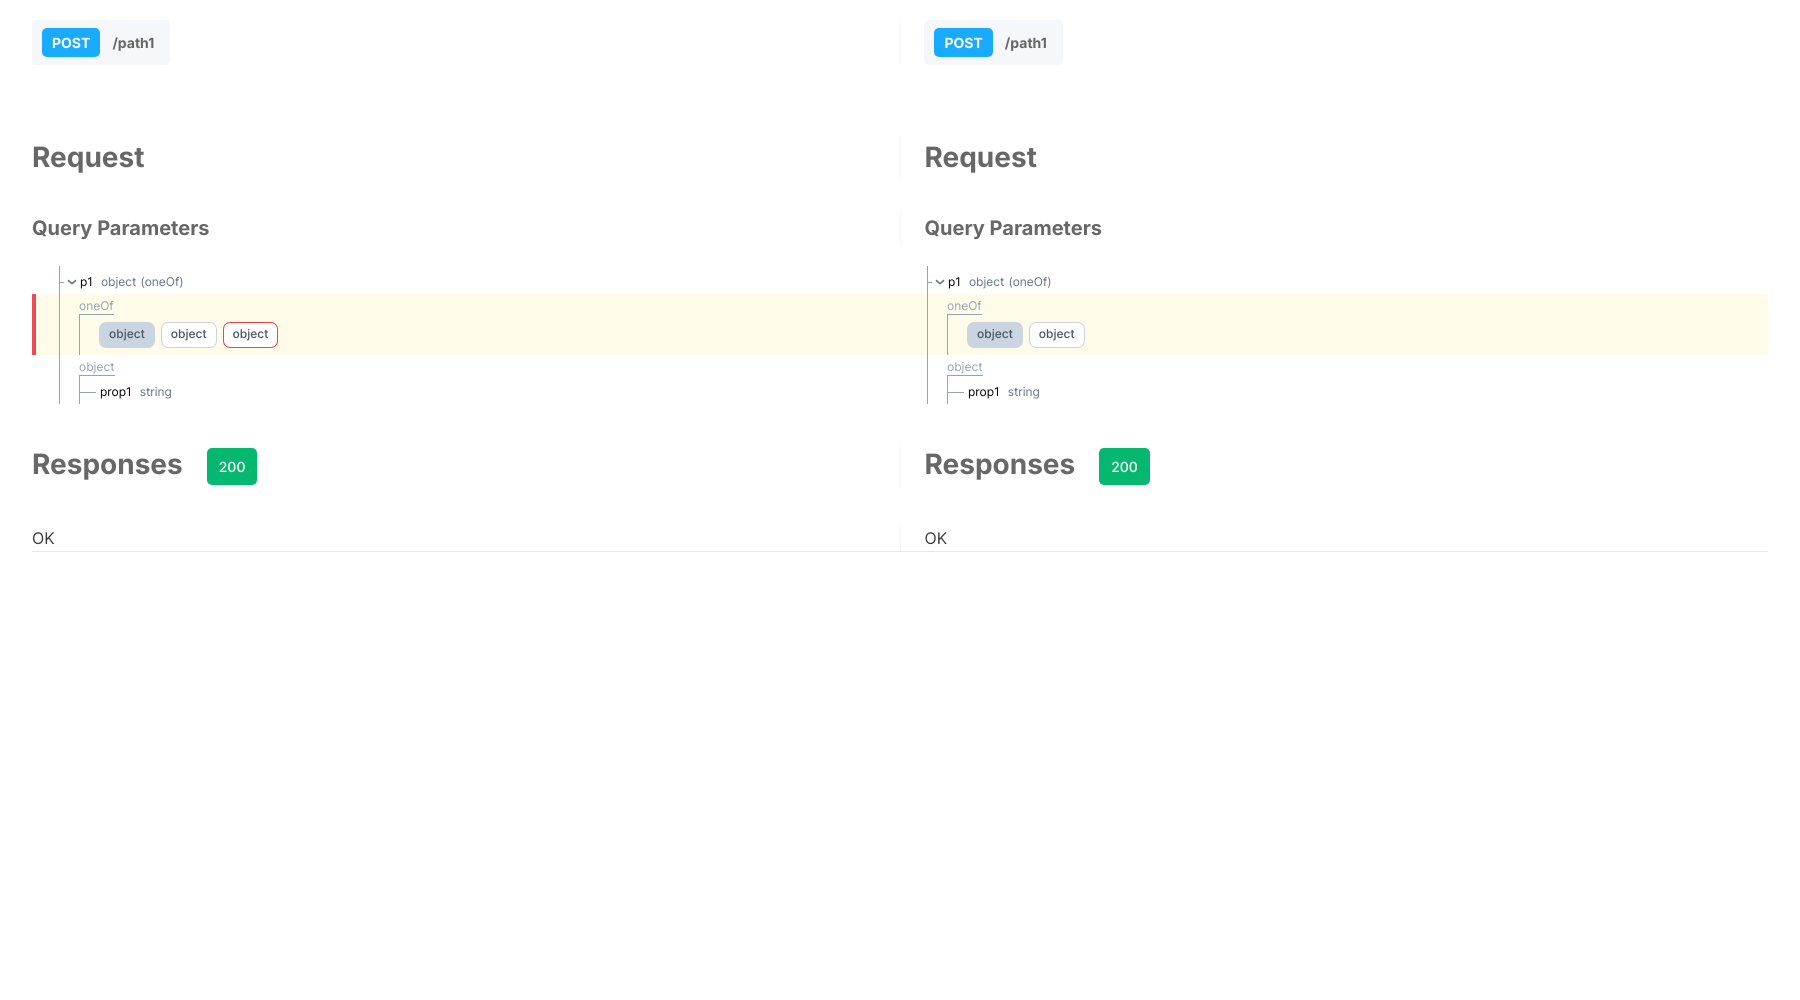 POST /path1
POST /path1
Request
Request
Query Parameters
Query Parameters
p1 object (oneOf)
p1 object (oneOf)
oneOf
oneOf
object object object
object object
object
object
prop1 string
prop1 string
Responses 200
Responses 200
OK
OK